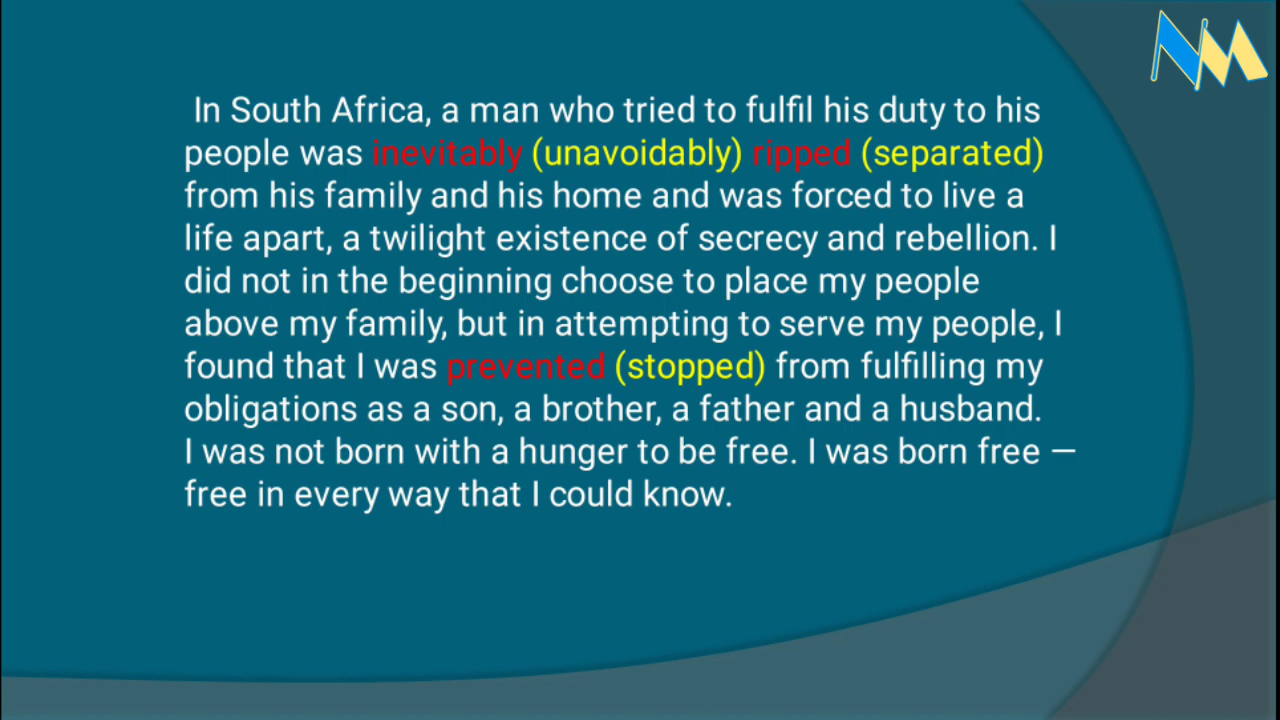 In South Africa, a man who tried to fulfil his duty to his
people was inevitably (unavoidably) ripped (separated)
from his family and his home and was forced to live a
life apart, a twilight existence of secrecy and rebellion. I
did not in the beginning choose to place my people
above my family, but in attempting to serve my people, I
found that I was prevented (stopped) from fulfilling my
obligations as a son, a brother, a father and a husband.
I was not born with a hunger to be free. I was born free —
free in every way that I could know.
NM